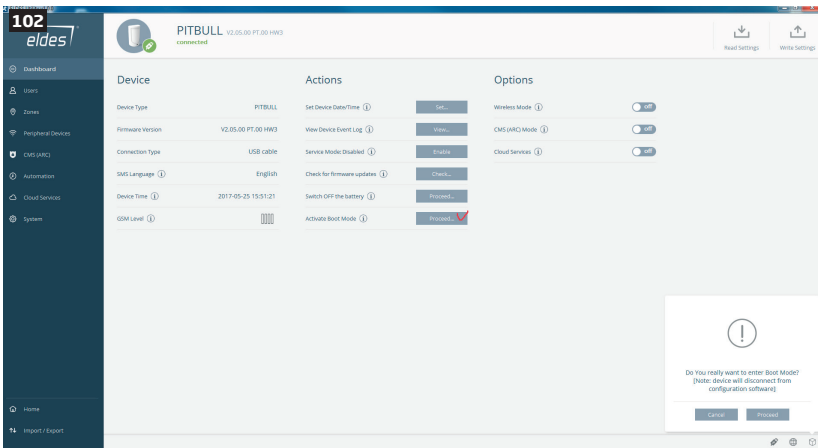 102
eldes
PITBULL V2.05.00 PT.00 HW3
connected
Read Settings
Write Settings
Dashboard
Users
Zones
Peripheral Devices
CMS (ARC)
Automation
Cloud Services
System
Home
Import / Export
Device
Device Type PITBULL
Firmware Version V2.05.00 PT.00 HW3
Connection Type USB cable
SMS Language English
Device Time 2017-05-25 15:51:21
GSM Level
Actions
Set Device Date/Time Set...
View Device Event Log View...
Service Mode: Disabled Enable
Check for firmware updates Check...
Switch OFF the battery Proceed...
Activate Boot Mode Proceed...
Options
Wireless Mode off
CMS (ARC) Mode off
Cloud Services off
Do You really want to enter Boot Mode?
[Note: device will disconnect from
configuration software]
Cancel Proceed